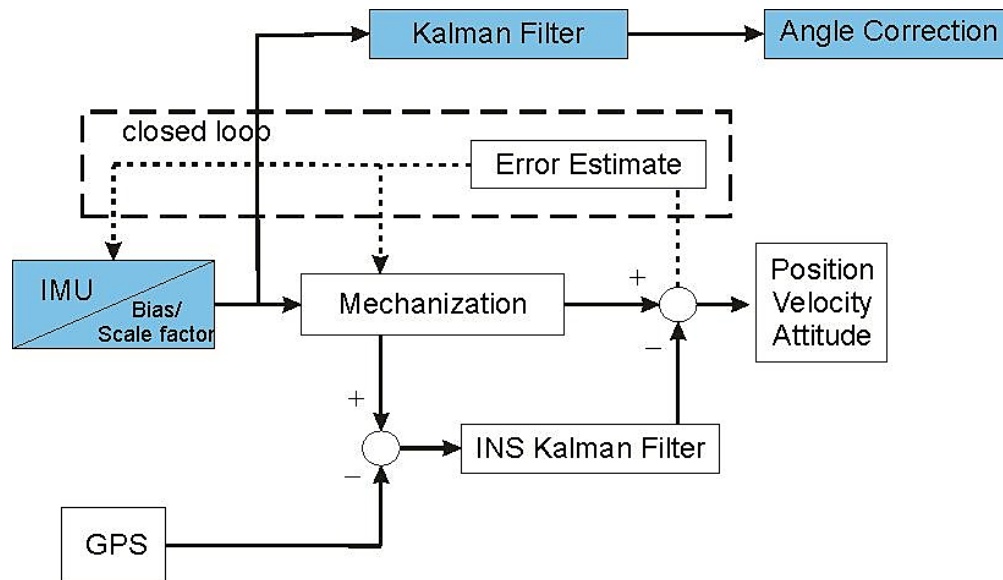 Kalman Filter
Angle Correction
closed loop
Error Estimate
IMU
Bias/
Scale factor
Mechanization
+
−
Position
Velocity
Attitude
+
−
INS Kalman Filter
GPS